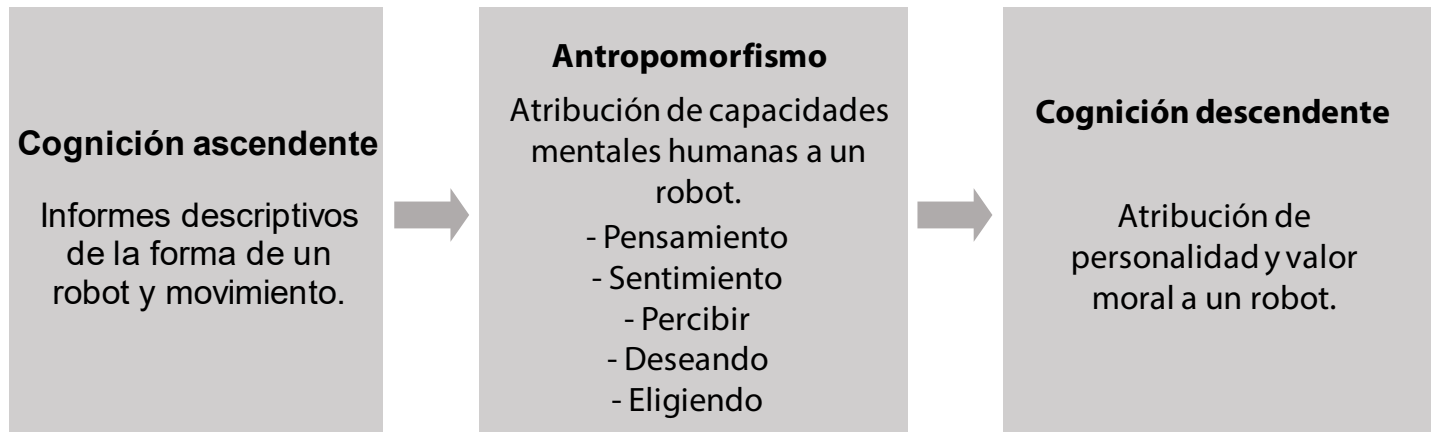 Cognición ascendente
Informes descriptivos
de la forma de un
robot y movimiento.
Antropomorfismo
Atribución de capacidades
mentales humanas a un
robot.
- Pensamiento
- Sentimiento
- Percibir
- Deseando
- Eligiendo
Cognición descendente
Atribución de
personalidad y valor
moral a un robot.